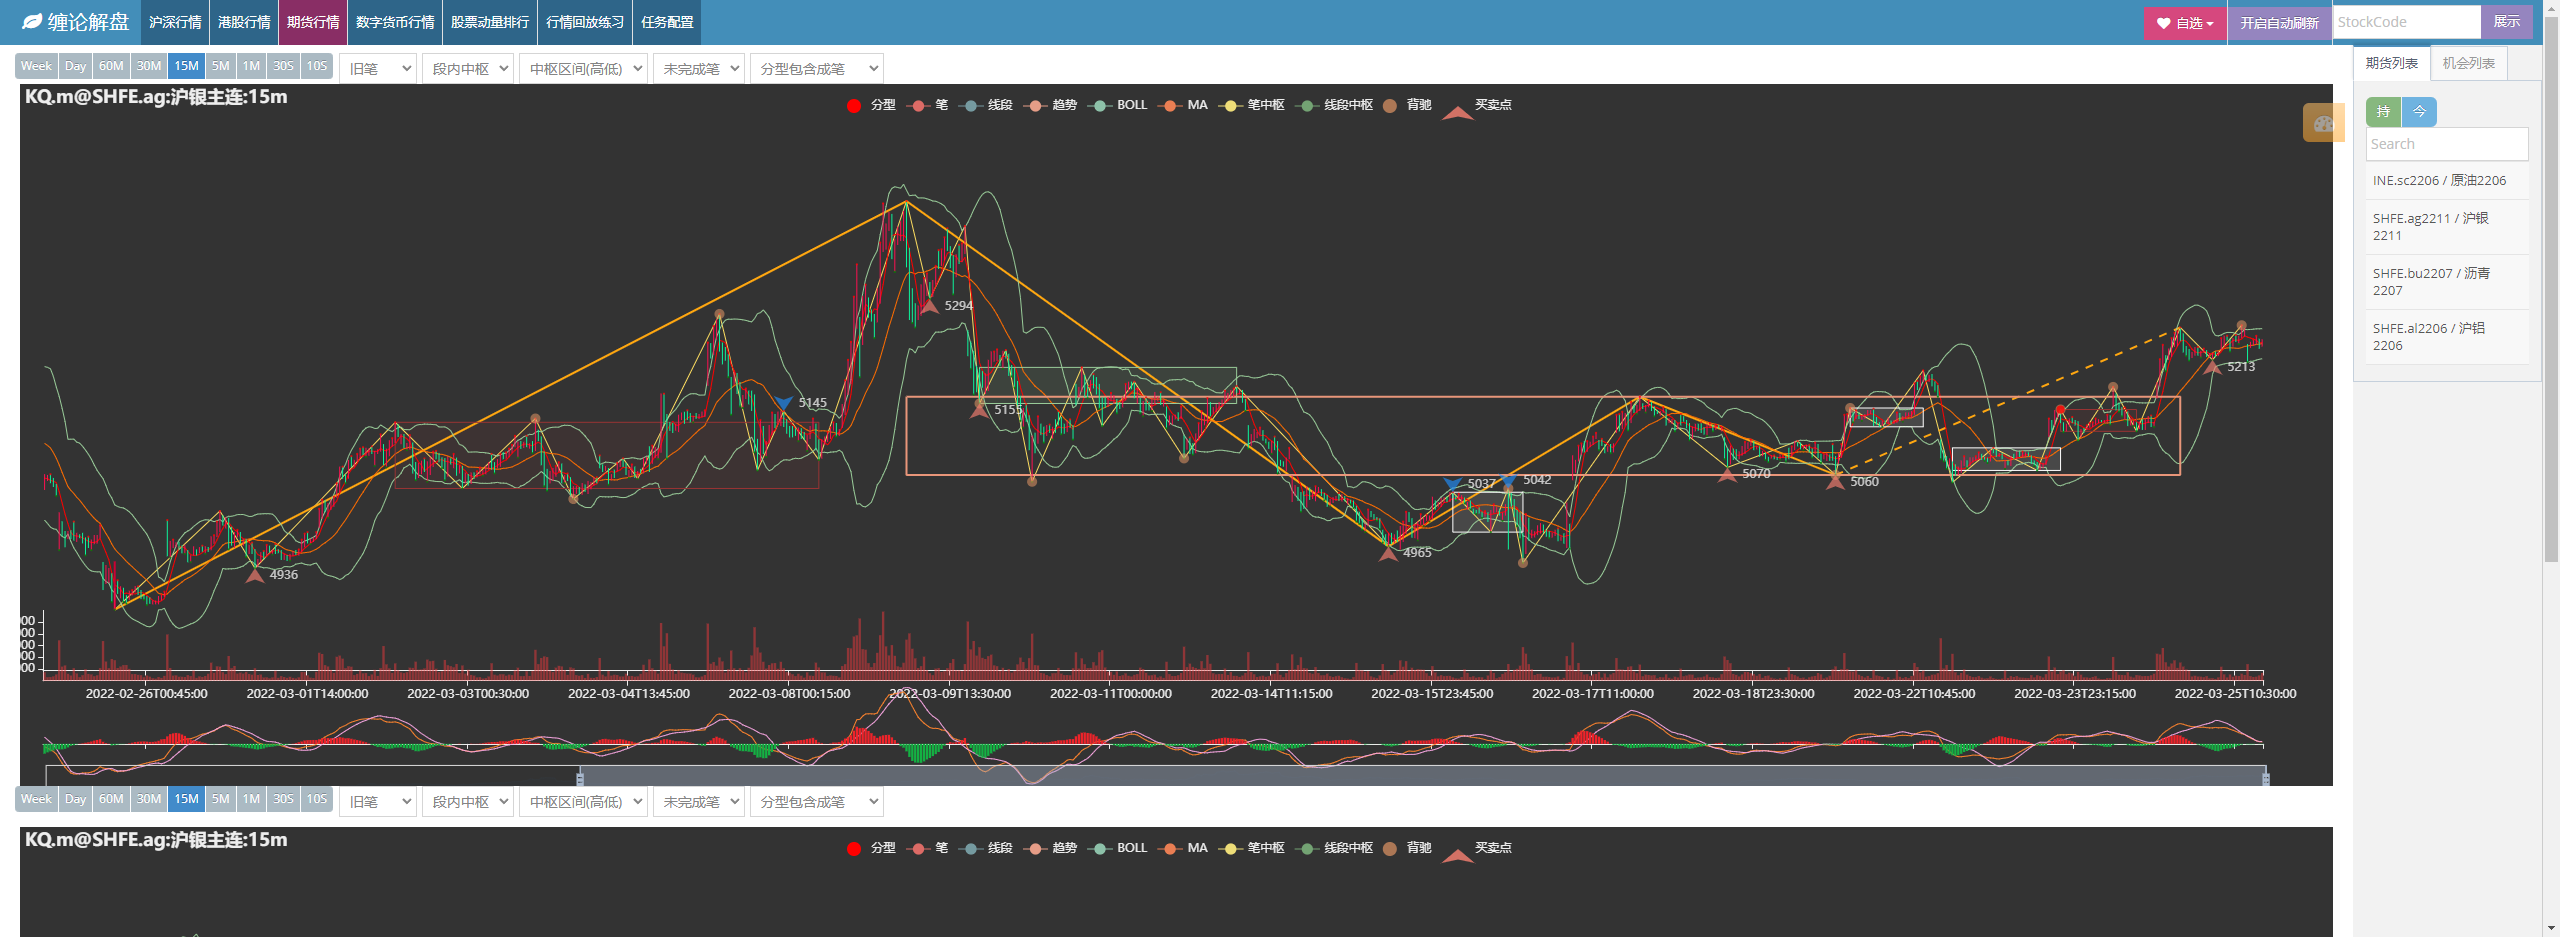 缠论解盘 沪深行情 港股行情 期货行情 数字货币行情 股票动量排行 行情回放练习 任务配置 自选 开启自动刷新 StockCode 展示
Week Day 60M 30M 15M 5M 1M 30S 10S 旧笔 段内中枢 中枢区间(高低) 未完成笔 分型包含成笔
KQ.m@SHFE.ag:沪银主连:15m
分型 笔 线段 趋势 BOLL MA 笔中枢 线段中枢 背驰 买卖点
5294
5145
5155
5037
5042
5070
5060
5213
4965
4936
00
00
00
00
00
2022-02-26T00:45:00 2022-03-01T14:00:00 2022-03-03T00:30:00 2022-03-04T13:45:00 2022-03-08T00:15:00 2022-03-09T13:30:00 2022-03-11T00:00:00 2022-03-14T11:15:00 2022-03-15T23:45:00 2022-03-17T11:00:00 2022-03-18T23:30:00 2022-03-22T10:45:00 2022-03-23T23:15:00 2022-03-25T10:30:00
Week Day 60M 30M 15M 5M 1M 30S 10S 旧笔 段内中枢 中枢区间(高低) 未完成笔 分型包含成笔
KQ.m@SHFE.ag:沪银主连:15m
分型 笔 线段 趋势 BOLL MA 笔中枢 线段中枢 背驰 买卖点
期货列表 机会列表
持 今
Search
INE.sc2206 / 原油2206
SHFE.ag2211 / 沪银
2211
SHFE.bu2207 / 沥青
2207
SHFE.al2206 / 沪铝
2206